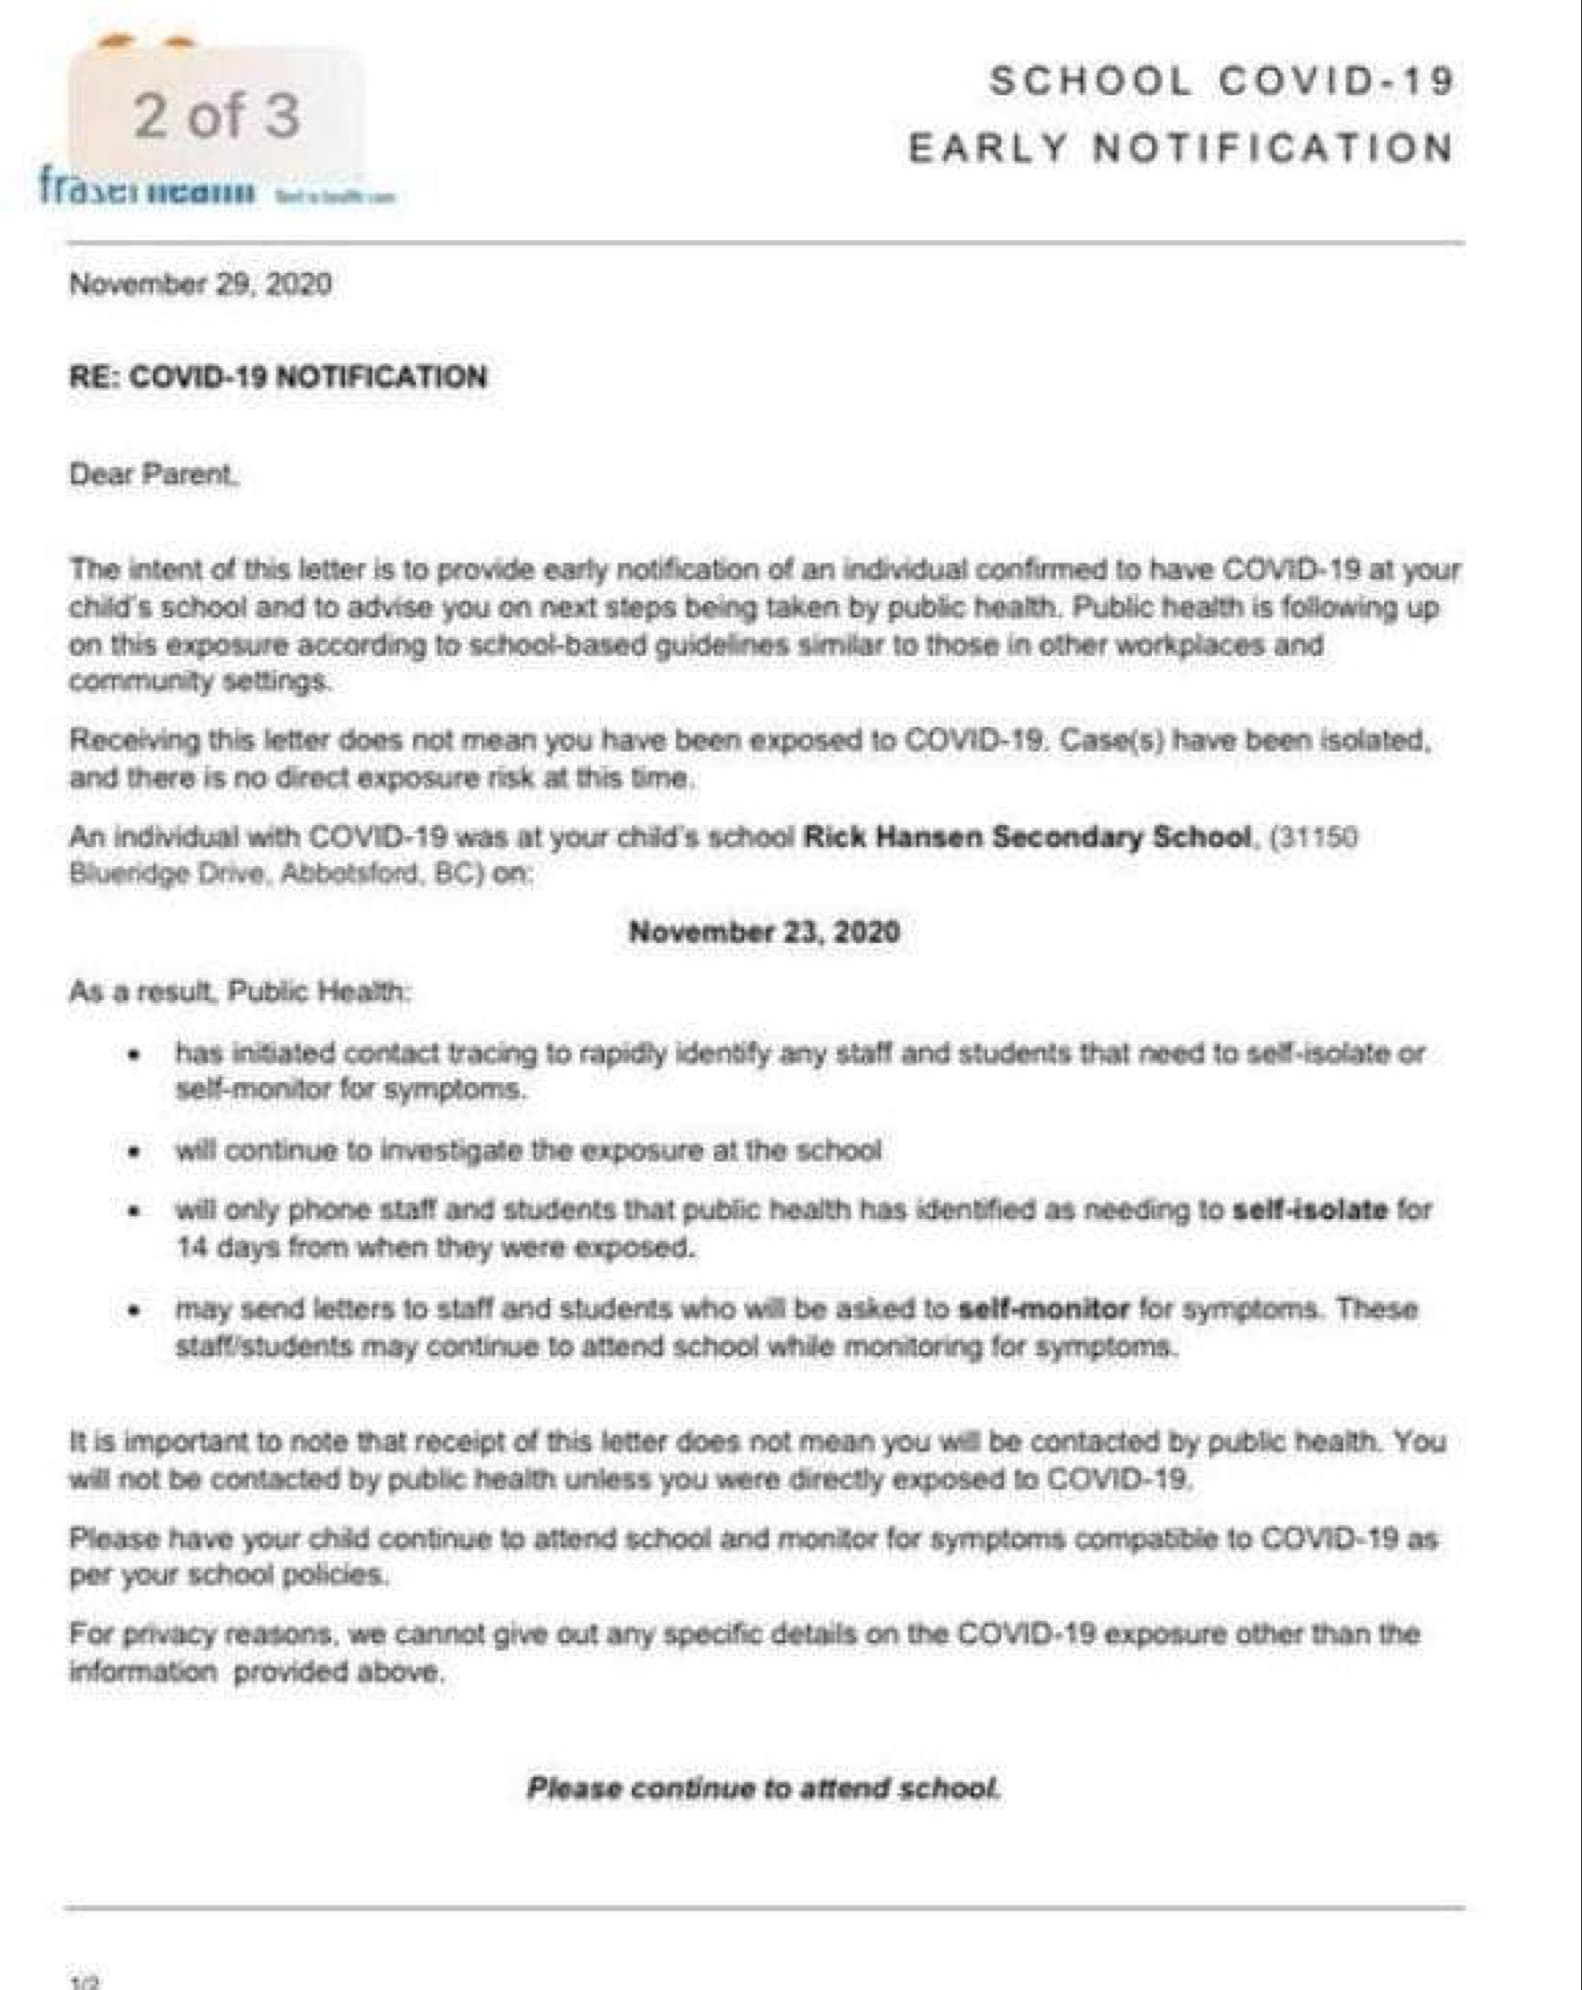 2 of 3
SCHOOL COVID-19
EARLY NOTIFICATION
November 29, 2020
RE: COVID-19 NOTIFICATION
Dear Parent,
The intent of this letter is to provide early notification of an individual confirmed to have COVID-19 at your
child's school and to advise you on next steps being taken by public health. Public health is following up
on this exposure according to school-based guidelines similar to those in other workplaces and
community settings.
Receiving this letter does not mean you have been exposed to COVID-19. Case(s) have been isolated,
and there is no direct exposure risk at this time.
An individual with COVID-19 was at your child's school Rick Hansen Secondary School, (31150
Blueridge Drive, Abbotsford, BC) on:
November 23, 2020
As a result, Public Health:
• has initiated contact tracing to rapidly identify any staff and students that need to self-isolate or
self-monitor for symptoms.
• will continue to investigate the exposure at the school
• will only phone staff and students that public health has identified as needing to self-isolate for
14 days from when they were exposed.
• may send letters to staff and students who will be asked to self-monitor for symptoms. These
staff/students may continue to attend school while monitoring for symptoms.
It is important to note that receipt of this letter does not mean you will be contacted by public health. You
will not be contacted by public health unless you were directly exposed to COVID-19.
Please have your child continue to attend school and monitor for symptoms compatible to COVID-19 as
per your school policies.
For privacy reasons, we cannot give out any specific details on the COVID-19 exposure other than the
information provided above.
Please continue to attend school.
1/2